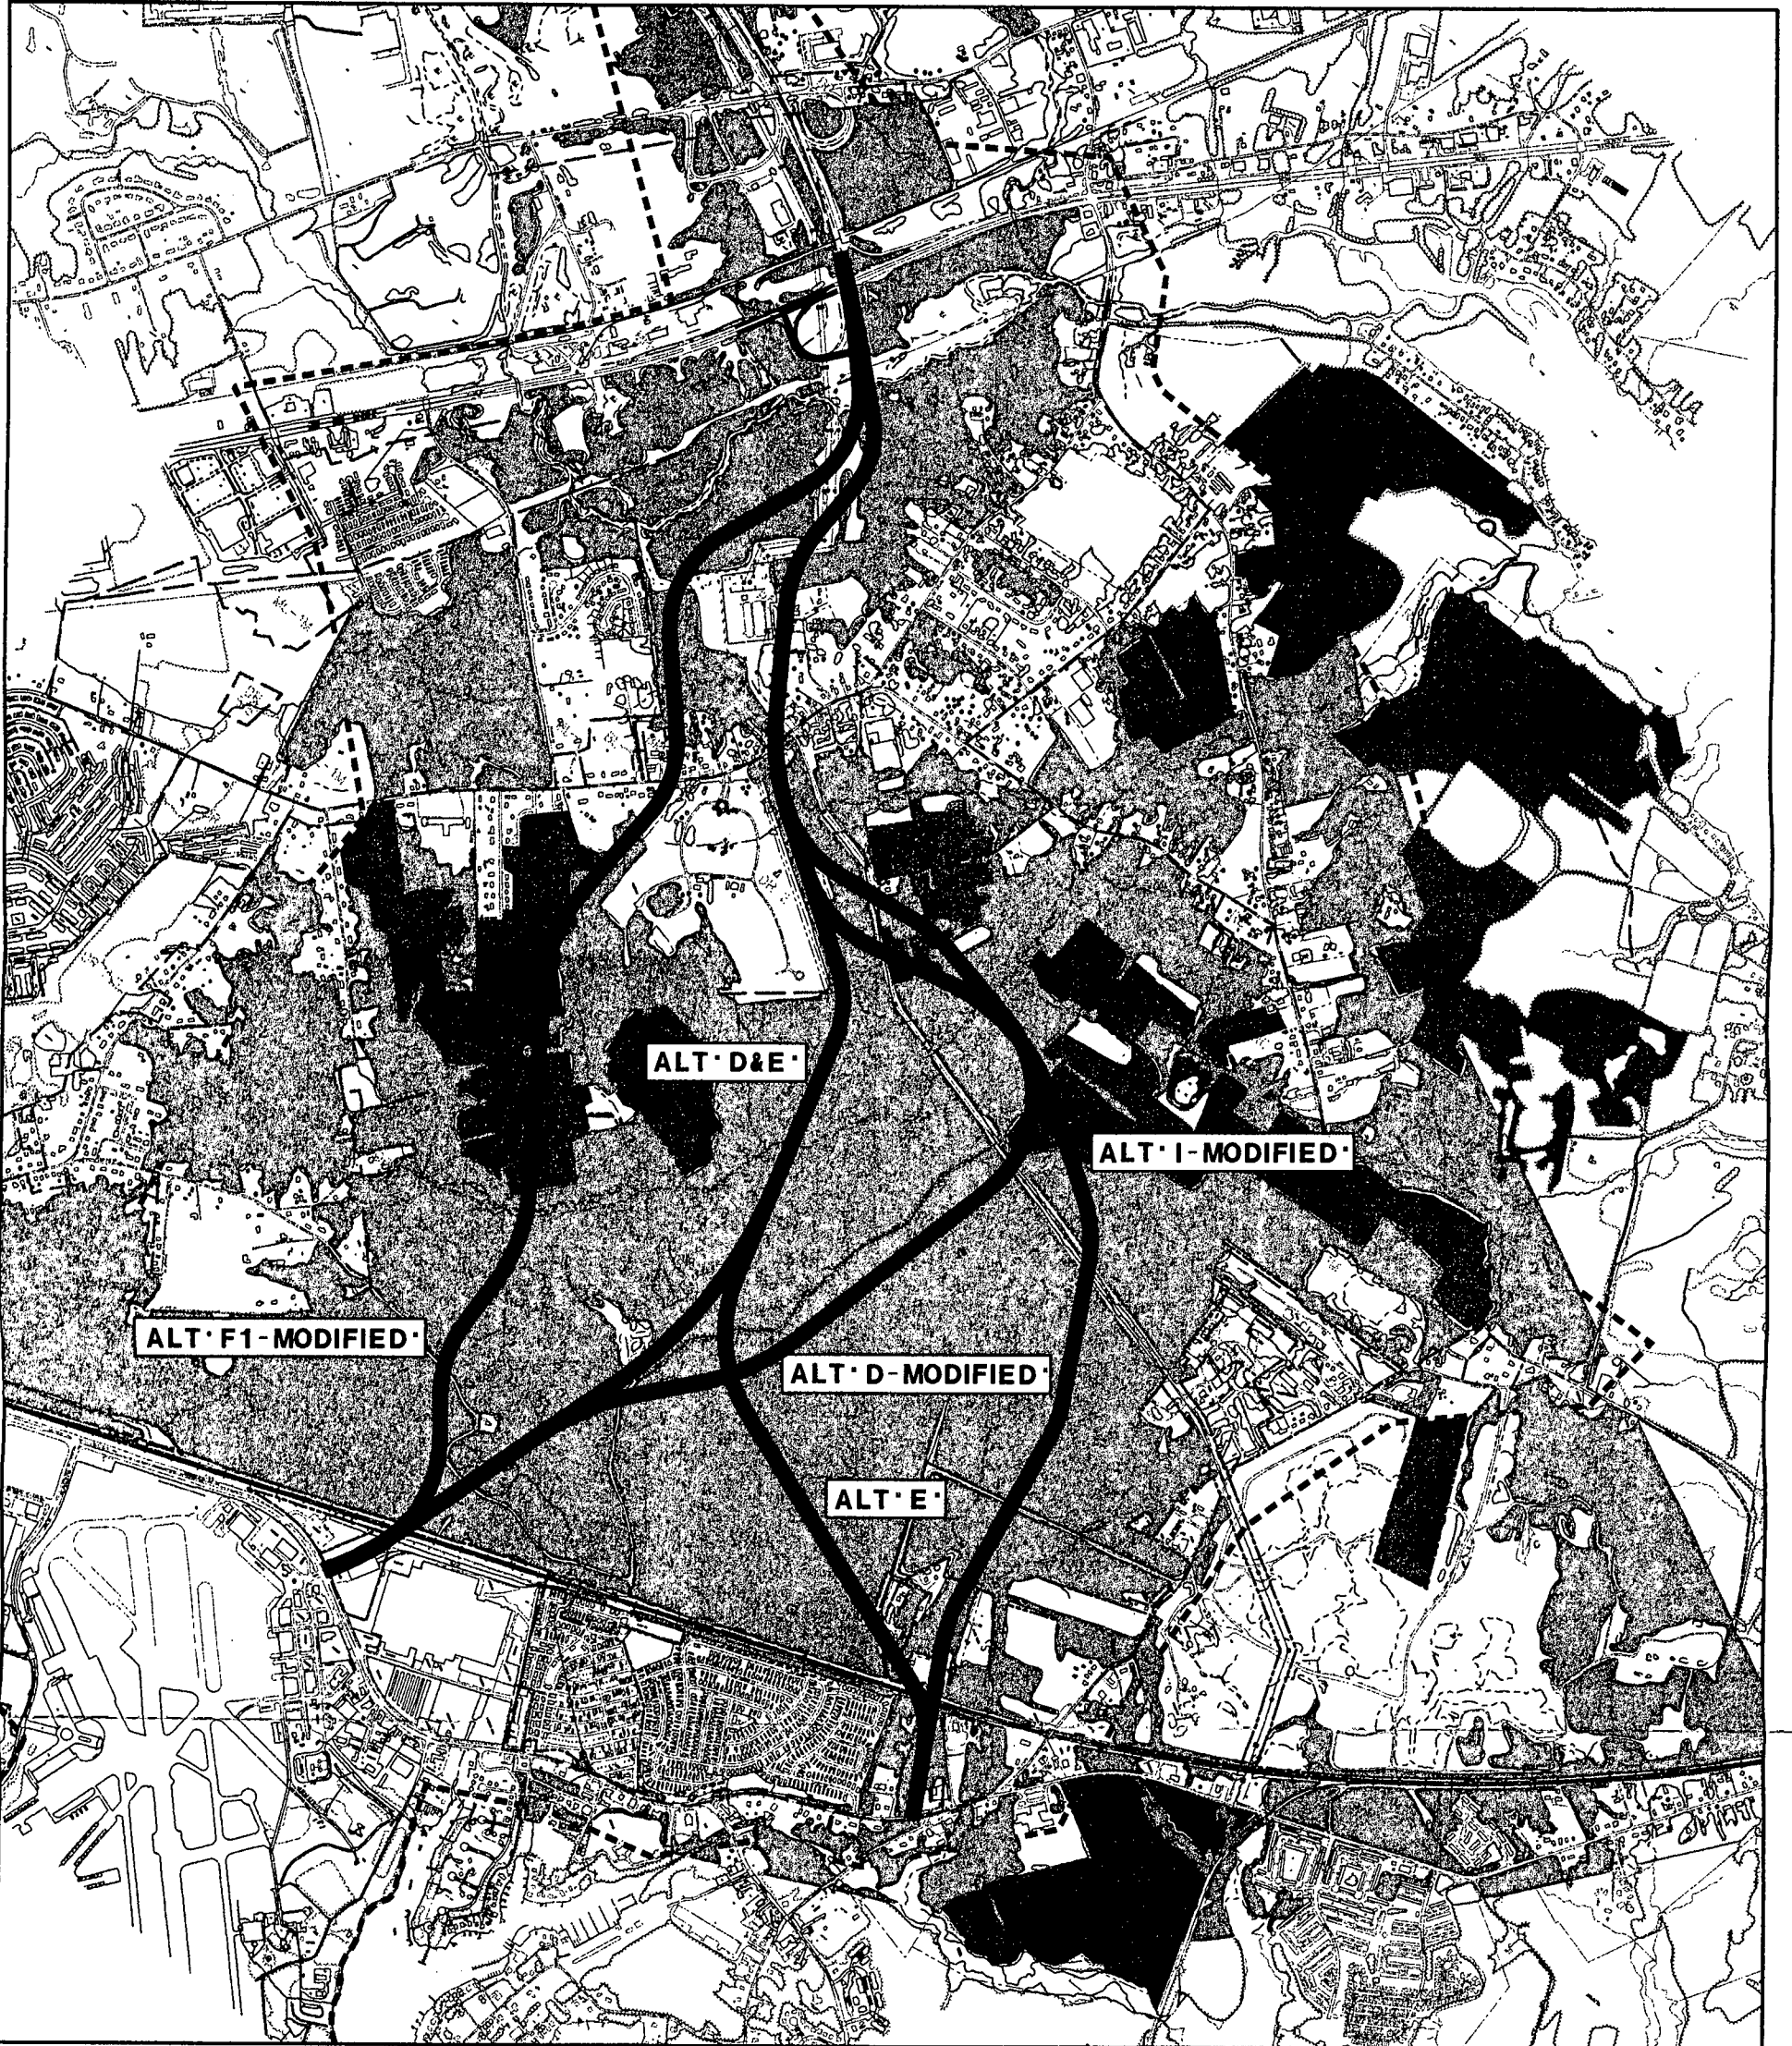 ALT· D&E·
ALT· I-MODIFIED·
ALT· F1-MODIFIED·
ALT· D-MODIFIED·
ALT· E·